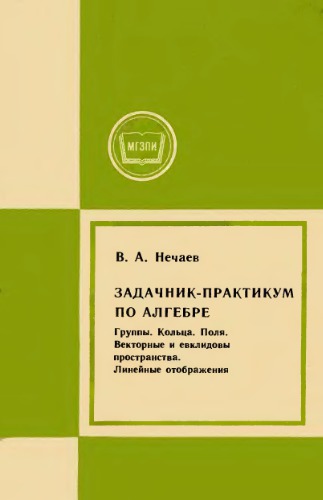 МГЗПИ
В. А. Нечаев
ЗАДАЧНИК-ПРАКТИКУМ
ПО АЛГЕБРЕ
Группы. Кольца. Поля.
Векторные и евклидовы
пространства.
Линейные отображения